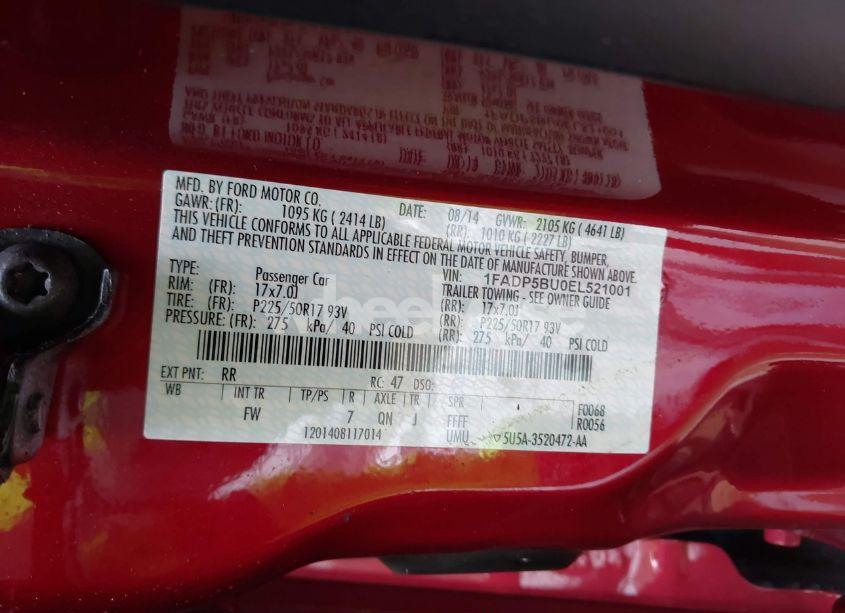 MFD. BY FORD MOTOR CO.
DATE: 08/14 GVWR: 2105 KG ( 4641 LB)
GAWR: (FR): 1095 KG ( 2414 LB) (RR): 1010 KG ( 2227 LB)
THIS VEHICLE CONFORMS TO ALL APPLICABLE FEDERAL MOTOR VEHICLE SAFETY, BUMPER,
AND THEFT PREVENTION STANDARDS IN EFFECT ON THE DATE OF MANUFACTURE SHOWN ABOVE.
VIN: 1FADP5BU0EL521001
TYPE: Passenger Car TRAILER TOWING - SEE OWNER GUIDE
RIM: (FR): 17x7.0J (RR): 17x7.0J
TIRE: (FR): P225/50R17 93V (RR): P225/50R17 93V
PRESSURE: (FR): 275 kPa/ 40 PSI COLD (RR): 275 kPa/ 40 PSI COLD
EXT PNT: RR RC: 47 DSO:
WB INT TR TP/PS R AXLE TR SPR F0068
FW 7 QN J FFFF R0056
1201408117014 UMU 5U5A-3520472-AA